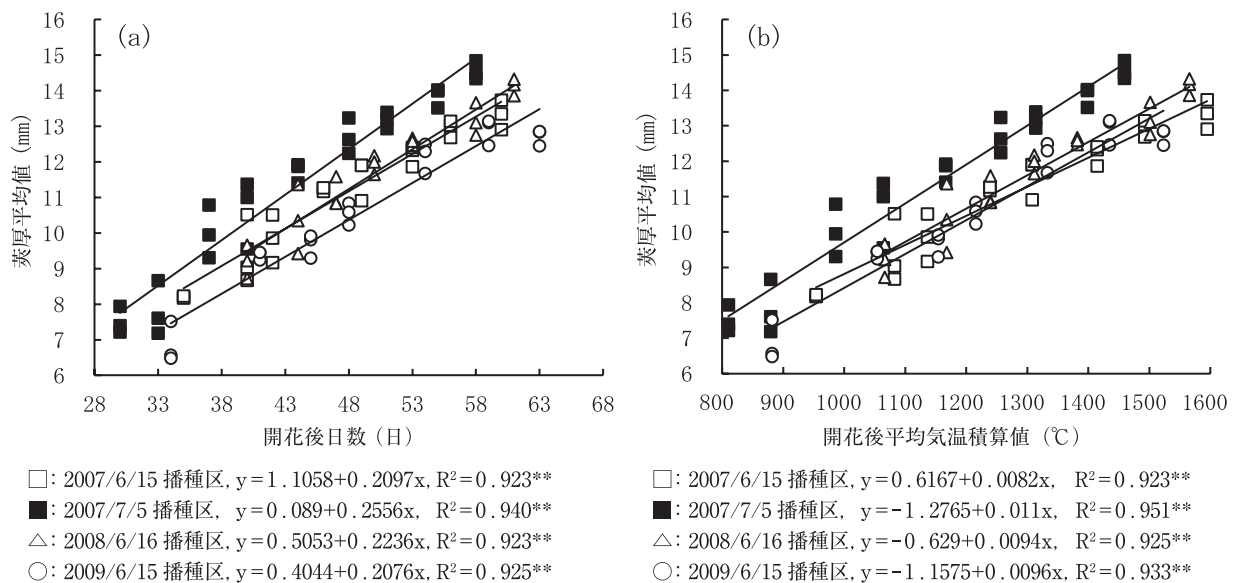 (a)
莢厚平均値 (㎜)
16
15
14
13
12
11
10
9
8
7
6
28 33 38 43 48 53 58 63 68
開花後日数 (日)
□: 2007/6/15 播種区, y=1.1058+0.2097x, R²=0.923**
■: 2007/7/5 播種区, y=0.089+0.2556x, R²=0.940**
△: 2008/6/16 播種区, y=0.5053+0.2236x, R²=0.923**
○: 2009/6/15 播種区, y=0.4044+0.2076x, R²=0.925**
(b)
莢厚平均値 (㎜)
16
15
14
13
12
11
10
9
8
7
6
800 900 1000 1100 1200 1300 1400 1500 1600
開花後平均気温積算値 (℃)
□: 2007/6/15 播種区, y=0.6167+0.0082x, R²=0.923**
■: 2007/7/5 播種区, y=-1.2765+0.011x, R²=0.951**
△: 2008/6/16 播種区, y=-0.629+0.0094x, R²=0.925**
○: 2009/6/15 播種区, y=-1.1575+0.0096x, R²=0.933**